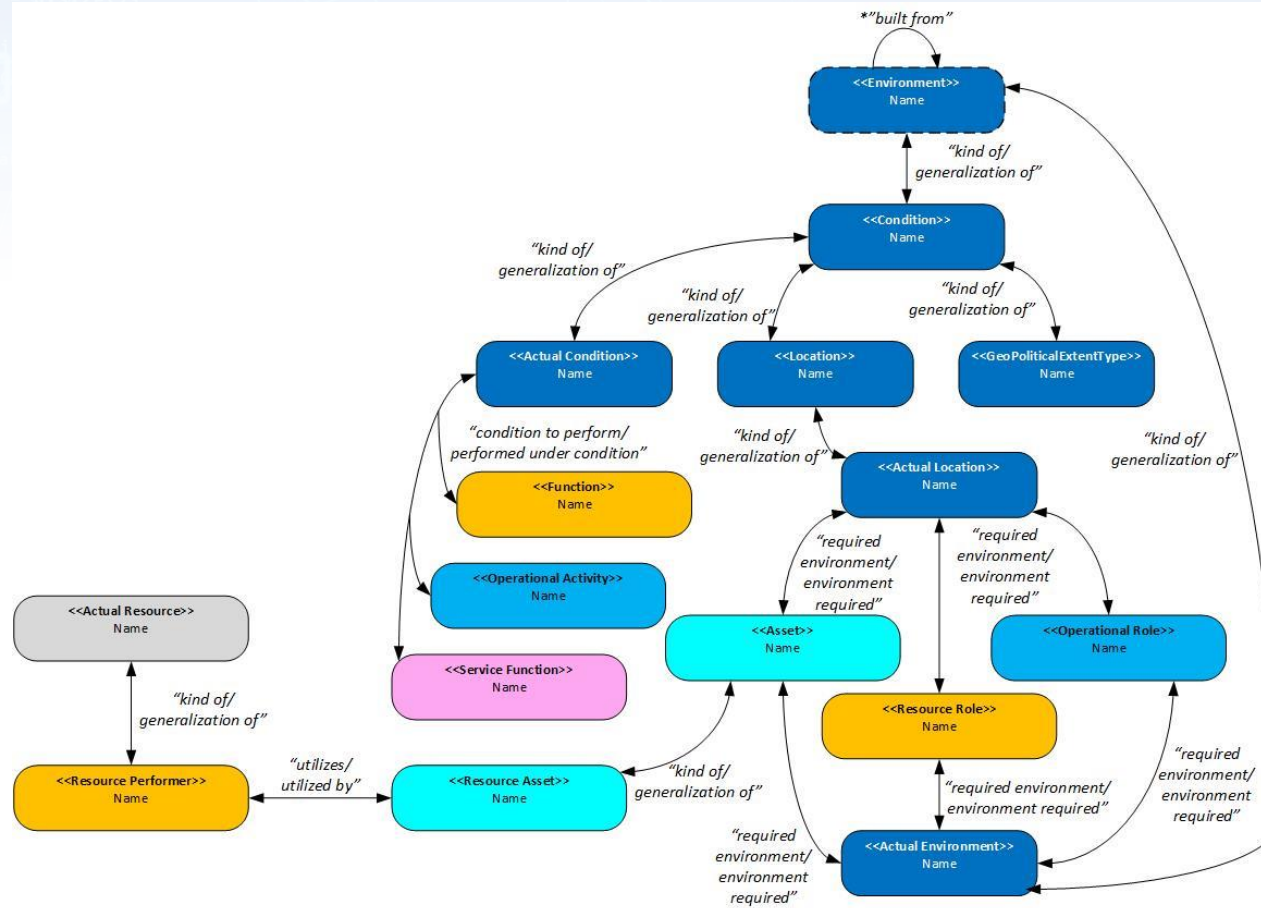 *”built from”
<<Environment>>
Name
“kind of/
generalization of”
<<Condition>>
Name
“kind of/
generalization of”
“kind of/
generalization of”
“kind of/
generalization of”
<<Actual Condition>>
Name
<<Location>>
Name
<<GeoPoliticalExtentType>>
Name
“condition to perform/
performed under condition”
“kind of/
generalization of”
“kind of/
generalization of”
<<Actual Location>>
Name
<<Function>>
Name
“required
environment/
environment
required”
“required
environment/
environment
required”
<<Operational Activity>>
Name
<<Actual Resource>>
Name
<<Asset>>
Name
<<Operational Role>>
Name
<<Service Function>>
Name
“kind of/
generalization of”
<<Resource Role>>
Name
<<Resource Performer>>
Name
“utilizes/
utilized by”
<<Resource Asset>>
Name
“kind of/
generalization of”
“required environment/
environment required”
“required
environment/
environment
required”
“required
environment/
environment
required”
<<Actual Environment>>
Name